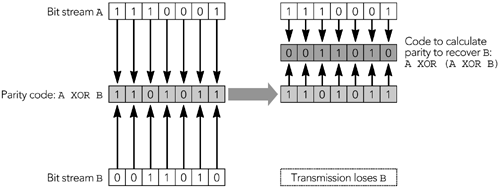 Bit stream A 1 1 1 0 0 0 1
Parity code: A XOR B 1 1 0 1 0 1 1
Bit stream B 0 0 1 1 0 1 0
1 1 1 0 0 0 1
0 0 1 1 0 1 0
1 1 0 1 0 1 1
Code to calculate
parity to recover B:
A XOR (A XOR B)
Transmission loses B